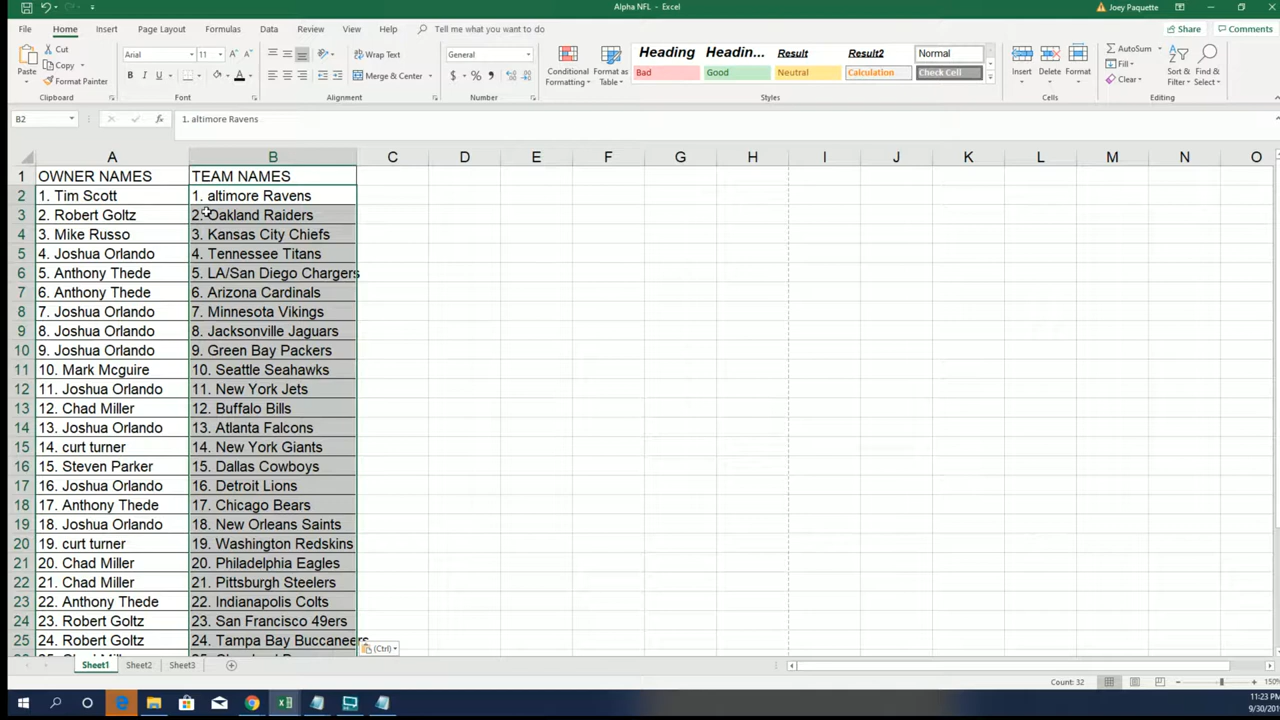 Alpha NFL - Excel
Joey Paquette
File Home Insert Page Layout Formulas Data Review View Help Tell me what you want to do Share Comments
Paste Cut Copy Format Painter Clipboard
Arial 11 Font
Wrap Text Merge & Center Alignment
General Number
Conditional Formatting Format as Table
Heading Headin... Result Result2 Normal
Bad Good Neutral Calculation Check Cell
Styles
Insert Delete Format Cells
AutoSum Fill Clear Sort & Filter Find & Select Editing
B2 fx 1. altimore Ravens
A B C D E F G H I J K L M N O
1 OWNER NAMES TEAM NAMES
2 1. Tim Scott 1. altimore Ravens
3 2. Robert Goltz 2. Oakland Raiders
4 3. Mike Russo 3. Kansas City Chiefs
5 4. Joshua Orlando 4. Tennessee Titans
6 5. Anthony Thede 5. LA/San Diego Chargers
7 6. Anthony Thede 6. Arizona Cardinals
8 7. Joshua Orlando 7. Minnesota Vikings
9 8. Joshua Orlando 8. Jacksonville Jaguars
10 9. Joshua Orlando 9. Green Bay Packers
11 10. Mark Mcguire 10. Seattle Seahawks
12 11. Joshua Orlando 11. New York Jets
13 12. Chad Miller 12. Buffalo Bills
14 13. Joshua Orlando 13. Atlanta Falcons
15 14. curt turner 14. New York Giants
16 15. Steven Parker 15. Dallas Cowboys
17 16. Joshua Orlando 16. Detroit Lions
18 17. Anthony Thede 17. Chicago Bears
19 18. Joshua Orlando 18. New Orleans Saints
20 19. curt turner 19. Washington Redskins
21 20. Chad Miller 20. Philadelphia Eagles
22 21. Chad Miller 21. Pittsburgh Steelers
23 22. Anthony Thede 22. Indianapolis Colts
24 23. Robert Goltz 23. San Francisco 49ers
25 24. Robert Goltz 24. Tampa Bay Buccaneers
(Ctrl)
Sheet1 Sheet2 Sheet3
Count: 32 150%
11:23 PM
9/30/20